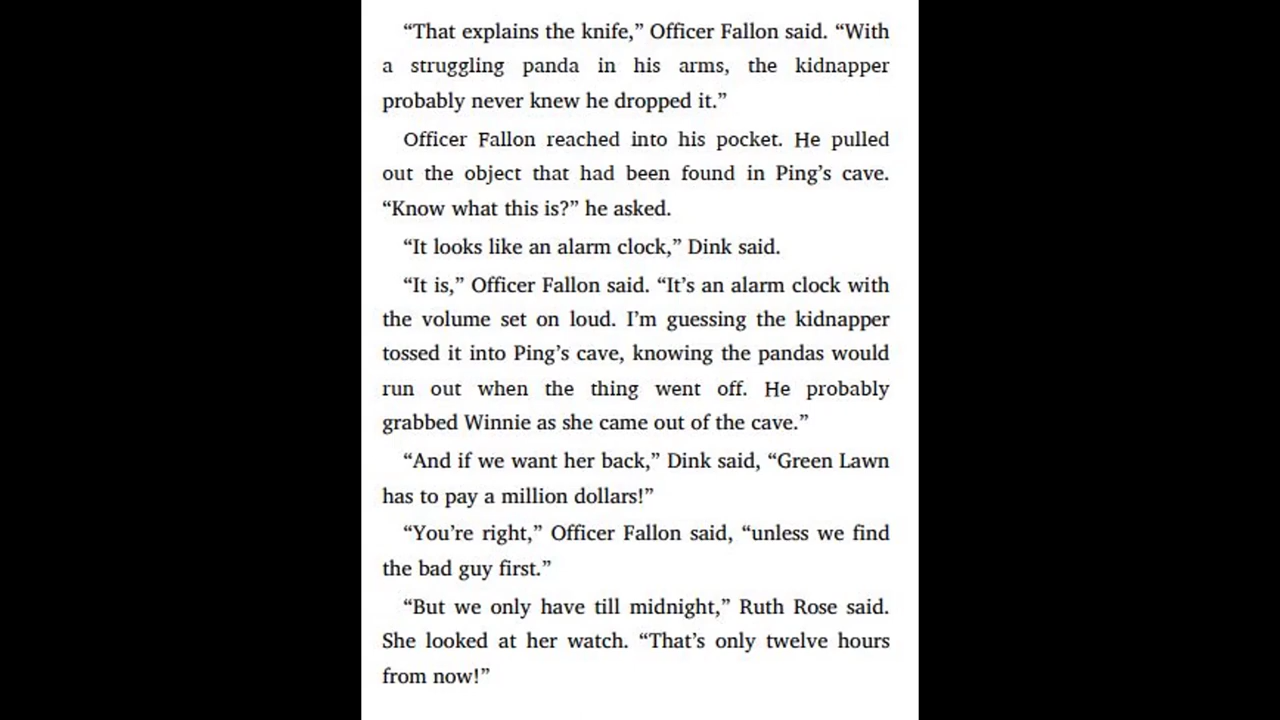 “That explains the knife,” Officer Fallon said. “With
a struggling panda in his arms, the kidnapper
probably never knew he dropped it.”
Officer Fallon reached into his pocket. He pulled
out the object that had been found in Ping’s cave.
“Know what this is?” he asked.
“It looks like an alarm clock,” Dink said.
“It is,” Officer Fallon said. “It’s an alarm clock with
the volume set on loud. I’m guessing the kidnapper
tossed it into Ping’s cave, knowing the pandas would
run out when the thing went off. He probably
grabbed Winnie as she came out of the cave.”
“And if we want her back,” Dink said, “Green Lawn
has to pay a million dollars!”
“You’re right,” Officer Fallon said, “unless we find
the bad guy first.”
“But we only have till midnight,” Ruth Rose said.
She looked at her watch. “That’s only twelve hours
from now!”